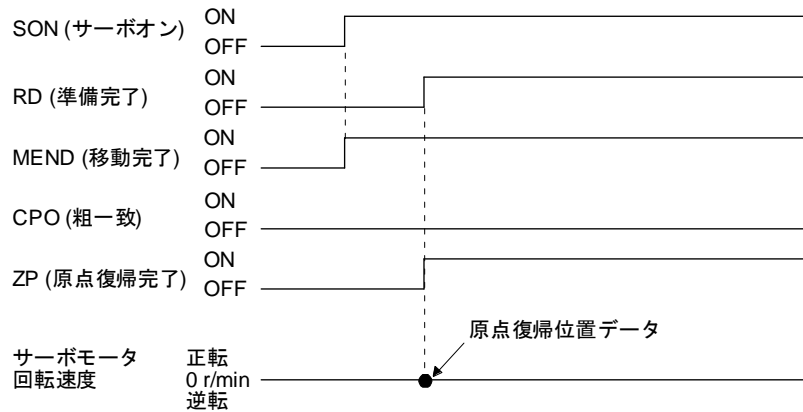 SON (サーボオン) ON
OFF
RD (準備完了) ON
OFF
MEND (移動完了) ON
OFF
CPO (粗一致) ON
OFF
ZP (原点復帰完了) ON
OFF
原点復帰位置データ
サーボモータ 正転
回転速度 0 r/min
逆転